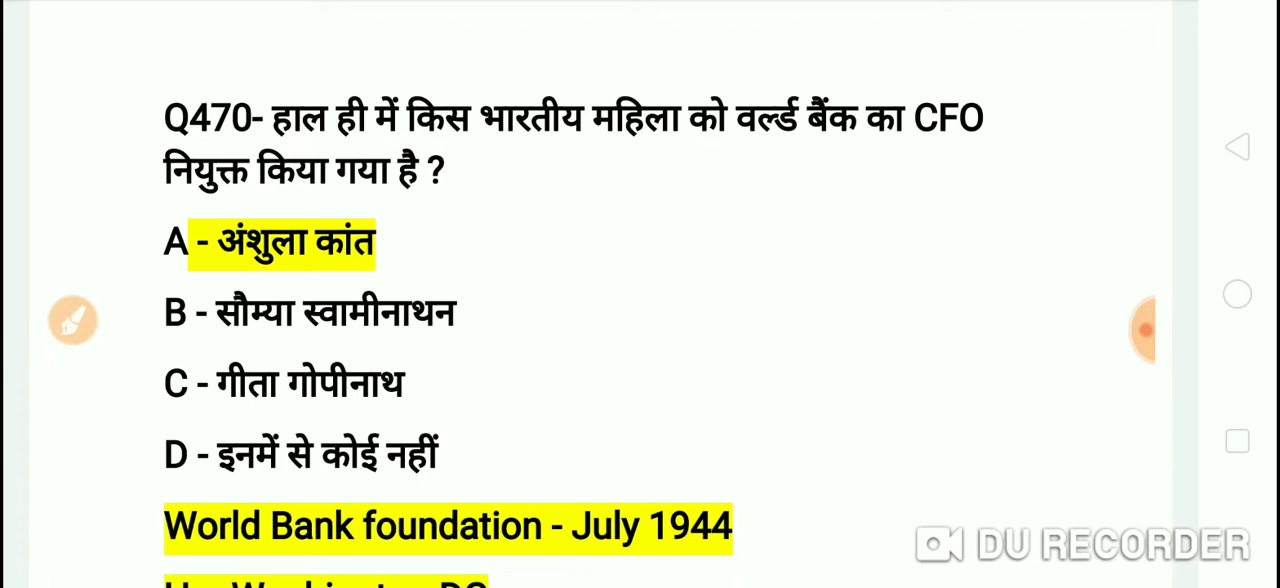 Q470- हाल ही में किस भारतीय महिला को वर्ल्ड बैंक का CFO
नियुक्त किया गया है ?
A - अंशुला कांत
B - सौम्या स्वामीनाथन
C - गीता गोपीनाथ
D - इनमें से कोई नहीं
World Bank foundation - July 1944
DU RECORDER